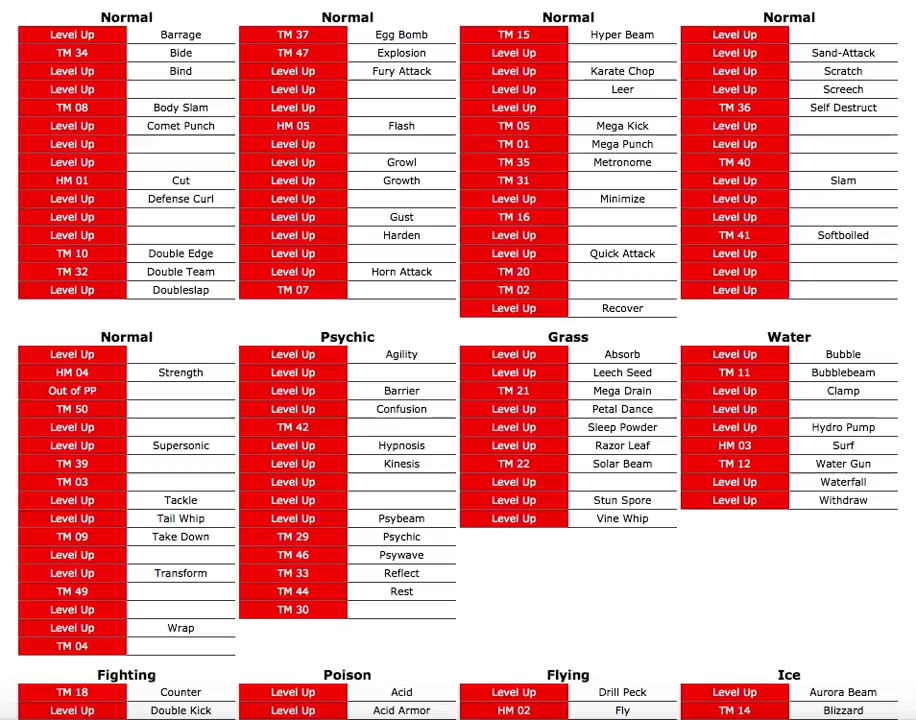 Normal Normal Normal Normal
Level Up Barrage TM 37 Egg Bomb TM 15 Hyper Beam Level Up
TM 34 Bide TM 47 Explosion Level Up Level Up Sand-Attack
Level Up Bind Level Up Fury Attack Level Up Karate Chop Level Up Scratch
Level Up Level Up Level Up Leer Level Up Screech
TM 08 Body Slam Level Up Level Up TM 36 Self Destruct
Level Up Comet Punch HM 05 Flash TM 05 Mega Kick Level Up
Level Up Level Up TM 01 Mega Punch Level Up
Level Up Level Up Growl TM 35 Metronome TM 40
HM 01 Cut Level Up Growth TM 31 Level Up Slam
Level Up Defense Curl Level Up Level Up Minimize Level Up
Level Up Level Up Gust TM 16 Level Up
Level Up Level Up Harden Level Up TM 41 Softboiled
TM 10 Double Edge Level Up Level Up Quick Attack Level Up
TM 32 Double Team Level Up Horn Attack TM 20 Level Up
Level Up Doubleslap TM 07 TM 02 Level Up
Level Up Recover
Normal Psychic Grass Water
Level Up Level Up Agility Level Up Absorb Level Up Bubble
HM 04 Strength Level Up Level Up Leech Seed TM 11 Bubblebeam
Out of PP Level Up Barrier TM 21 Mega Drain Level Up Clamp
TM 50 Level Up Confusion Level Up Petal Dance Level Up
Level Up TM 42 Level Up Sleep Powder Level Up Hydro Pump
Level Up Supersonic Level Up Hypnosis Level Up Razor Leaf HM 03 Surf
TM 39 Level Up Kinesis TM 22 Solar Beam TM 12 Water Gun
TM 03 Level Up Level Up Level Up Waterfall
Level Up Tackle Level Up Level Up Stun Spore Level Up Withdraw
Level Up Tail Whip Level Up Psybeam Level Up Vine Whip
TM 09 Take Down TM 29 Psychic
Level Up TM 46 Psywave
Level Up Transform TM 33 Reflect
TM 49 TM 44 Rest
Level Up TM 30
Level Up Wrap
TM 04
Fighting Poison Flying Ice
TM 18 Counter Level Up Acid Level Up Drill Peck Level Up Aurora Beam
Level Up Double Kick Level Up Acid Armor HM 02 Fly TM 14 Blizzard